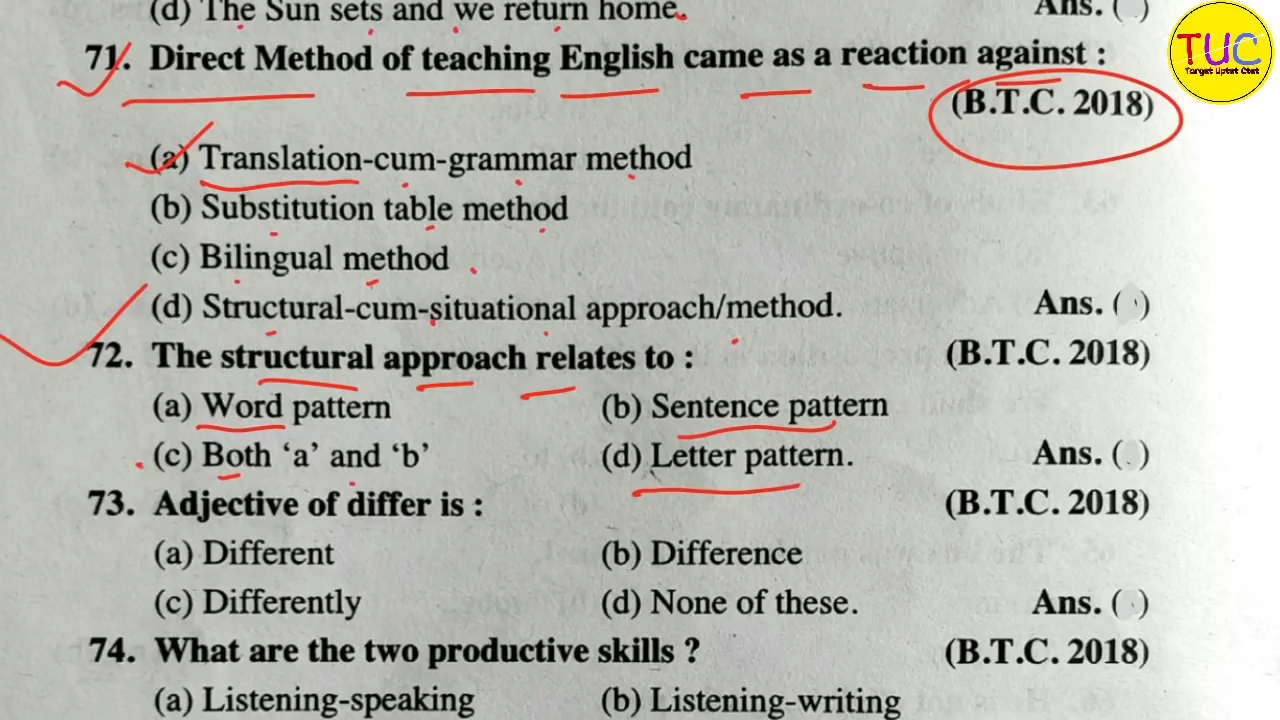 (d) The Sun sets and we return home. Ans. ( )
71. Direct Method of teaching English came as a reaction against :
(B.T.C. 2018)
(a) Translation-cum-grammar method
(b) Substitution table method
(c) Bilingual method
(d) Structural-cum-situational approach/method. Ans. ( )
72. The structural approach relates to : (B.T.C. 2018)
(a) Word pattern (b) Sentence pattern
(c) Both ‘a’ and ‘b’ (d) Letter pattern. Ans. ( )
73. Adjective of differ is : (B.T.C. 2018)
(a) Different (b) Difference
(c) Differently (d) None of these. Ans. ( )
74. What are the two productive skills ? (B.T.C. 2018)
(a) Listening-speaking (b) Listening-writing
TUC
Target Uptet Ctet